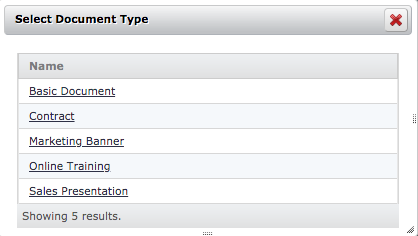 Select Document Type
Name
Basic Document
Contract
Marketing Banner
Online Training
Sales Presentation
Showing 5 results.